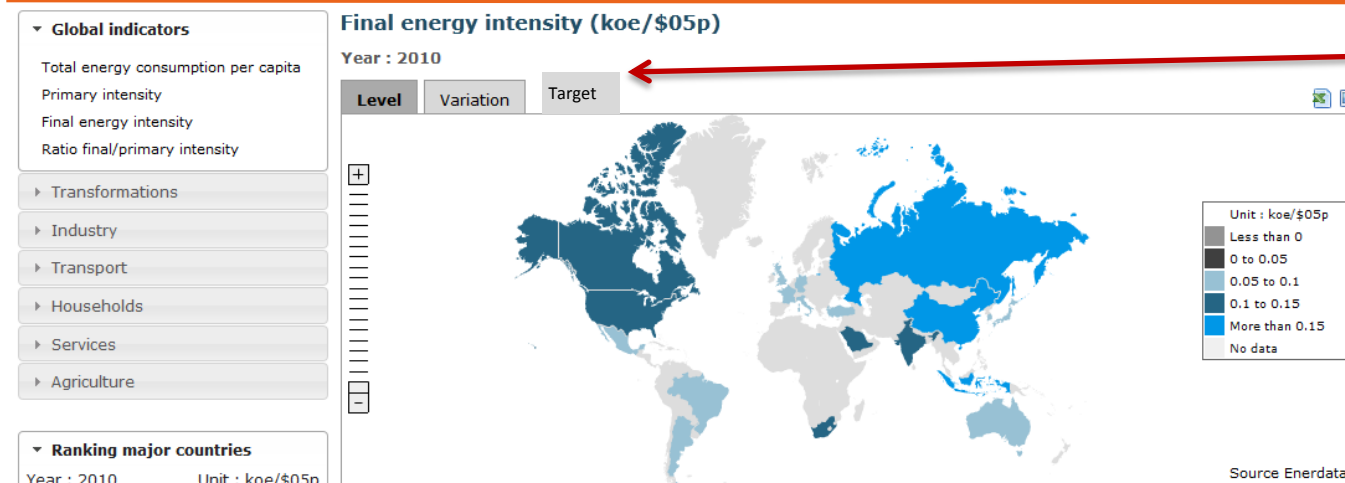 Global indicators
Total energy consumption per capita
Primary intensity
Final energy intensity
Ratio final/primary intensity
Transformations
Industry
Transport
Households
Services
Agriculture
Ranking major countries
Year : 2010 Unit : koe/$05p
Final energy intensity (koe/$05p)
Year : 2010
Level Variation Target
+
−
Unit : koe/$05p
Less than 0
0 to 0.05
0.05 to 0.1
0.1 to 0.15
More than 0.15
No data
Source Enerdata